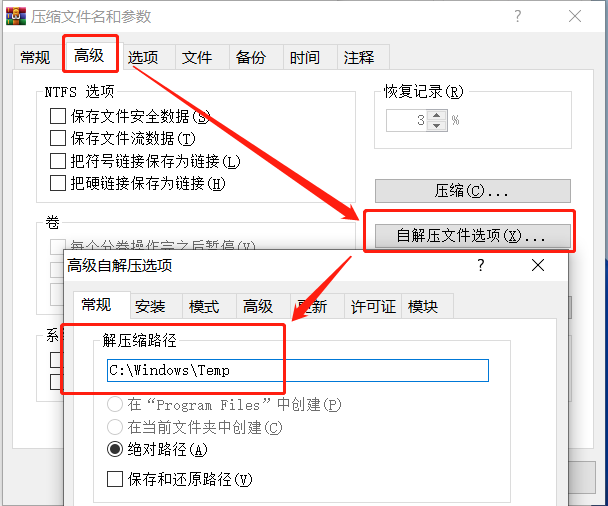 压缩文件名和参数
常规 高级 选项 文件 备份 时间 注释
NTFS 选项
保存文件安全数据(S)
保存文件流数据(T)
把符号链接保存为链接(L)
把硬链接保存为链接(H)
恢复记录(R)
3 %
压缩(C)...
自解压文件选项(X)...
卷
每个分卷操作完之后暂停(V)
系
高级自解压选项
常规 安装 模式 高级 更新 许可证 模块
解压缩路径
C:\Windows\Temp
在“Program Files”中创建(P)
在当前文件夹中创建(C)
绝对路径(A)
保存和还原路径(V)